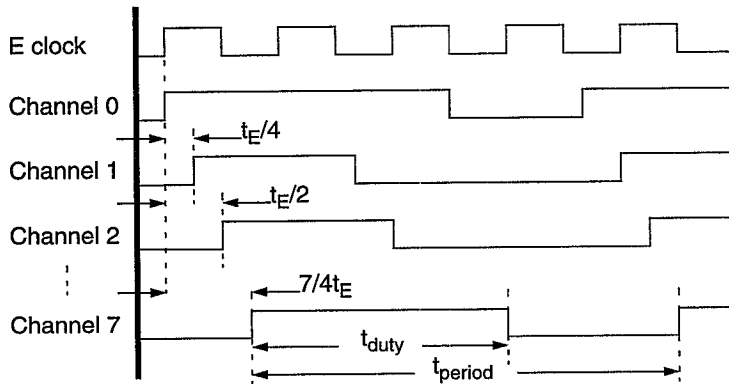 E clock
Channel 0
t_E/4
Channel 1
t_E/2
Channel 2
7/4t_E
Channel 7
t_duty
t_period